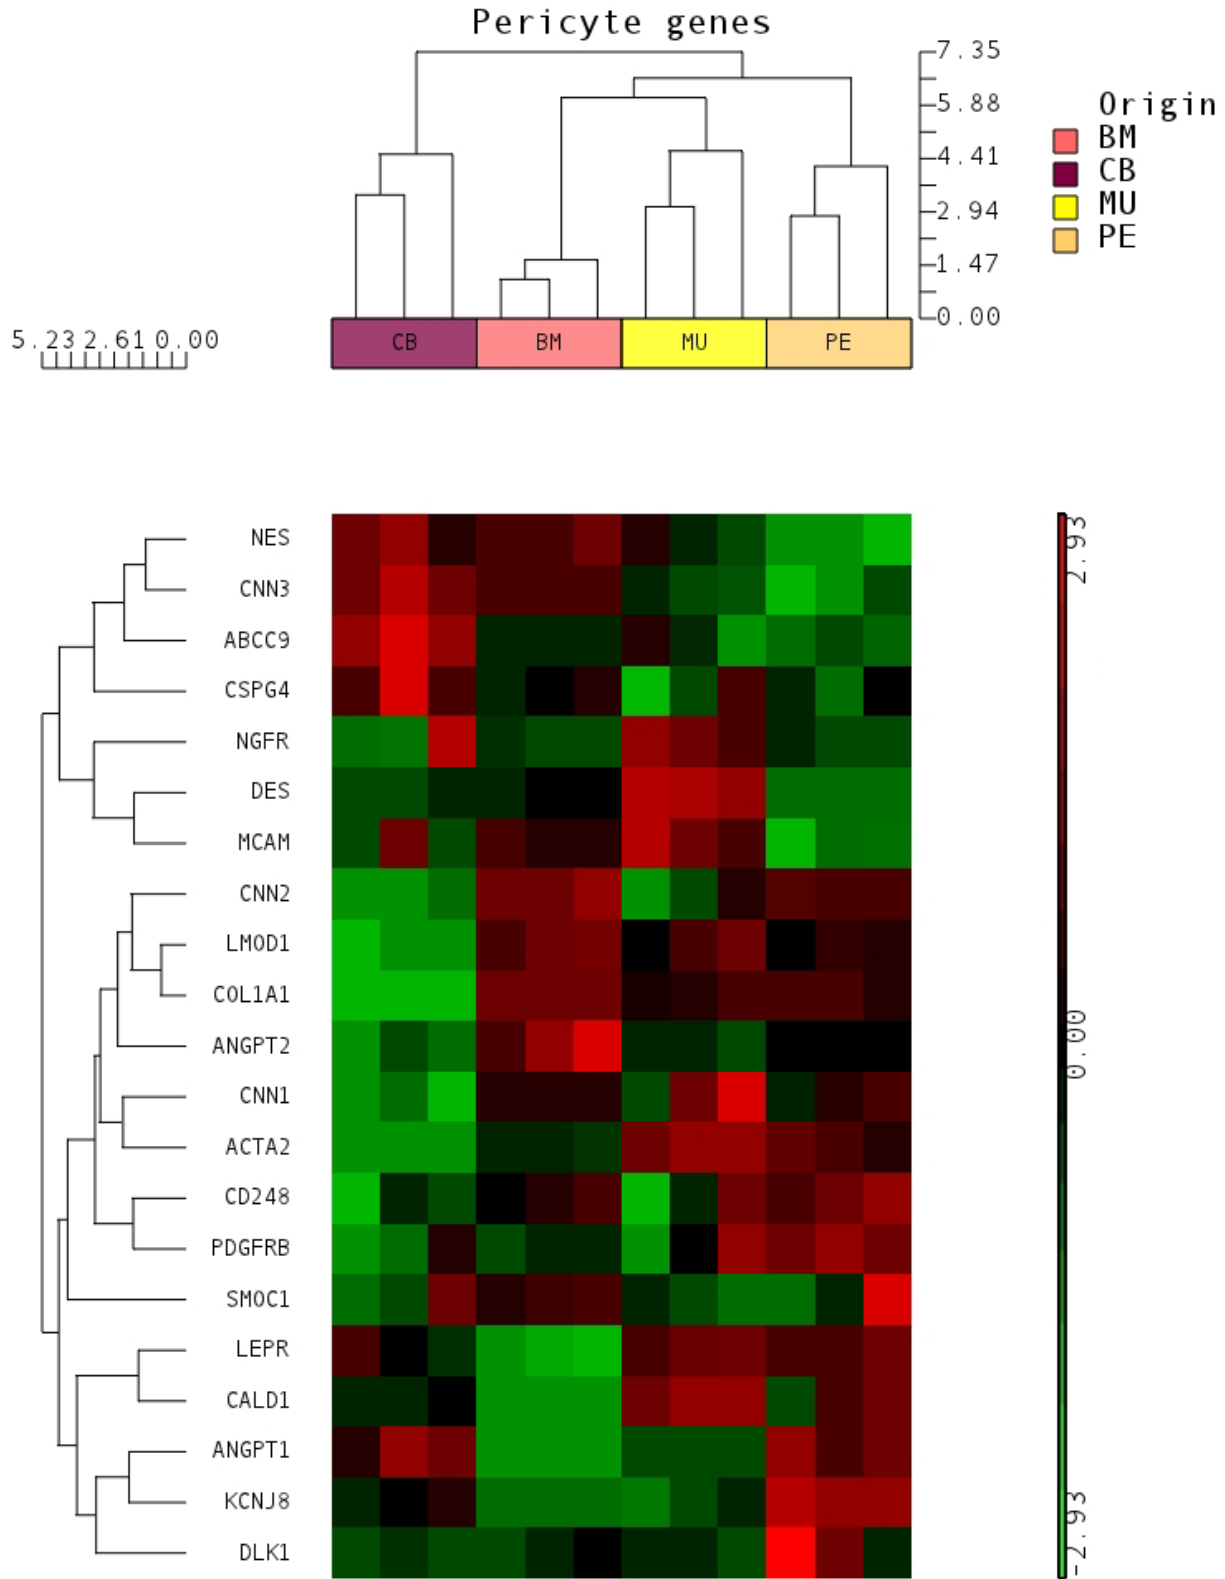 Pericyte genes
7.35
5.88
4.41
2.94
1.47
0.00
Origin
BM
CB
MU
PE
5.23 2.61 0.00
CB BM MU PE
NES
CNN3
ABCC9
CSPG4
NGFR
DES
MCAM
CNN2
LMOD1
COL1A1
ANGPT2
CNN1
ACTA2
CD248
PDGFRB
SMOC1
LEPR
CALD1
ANGPT1
KCNJ8
DLK1
2.93
0.00
-2.93